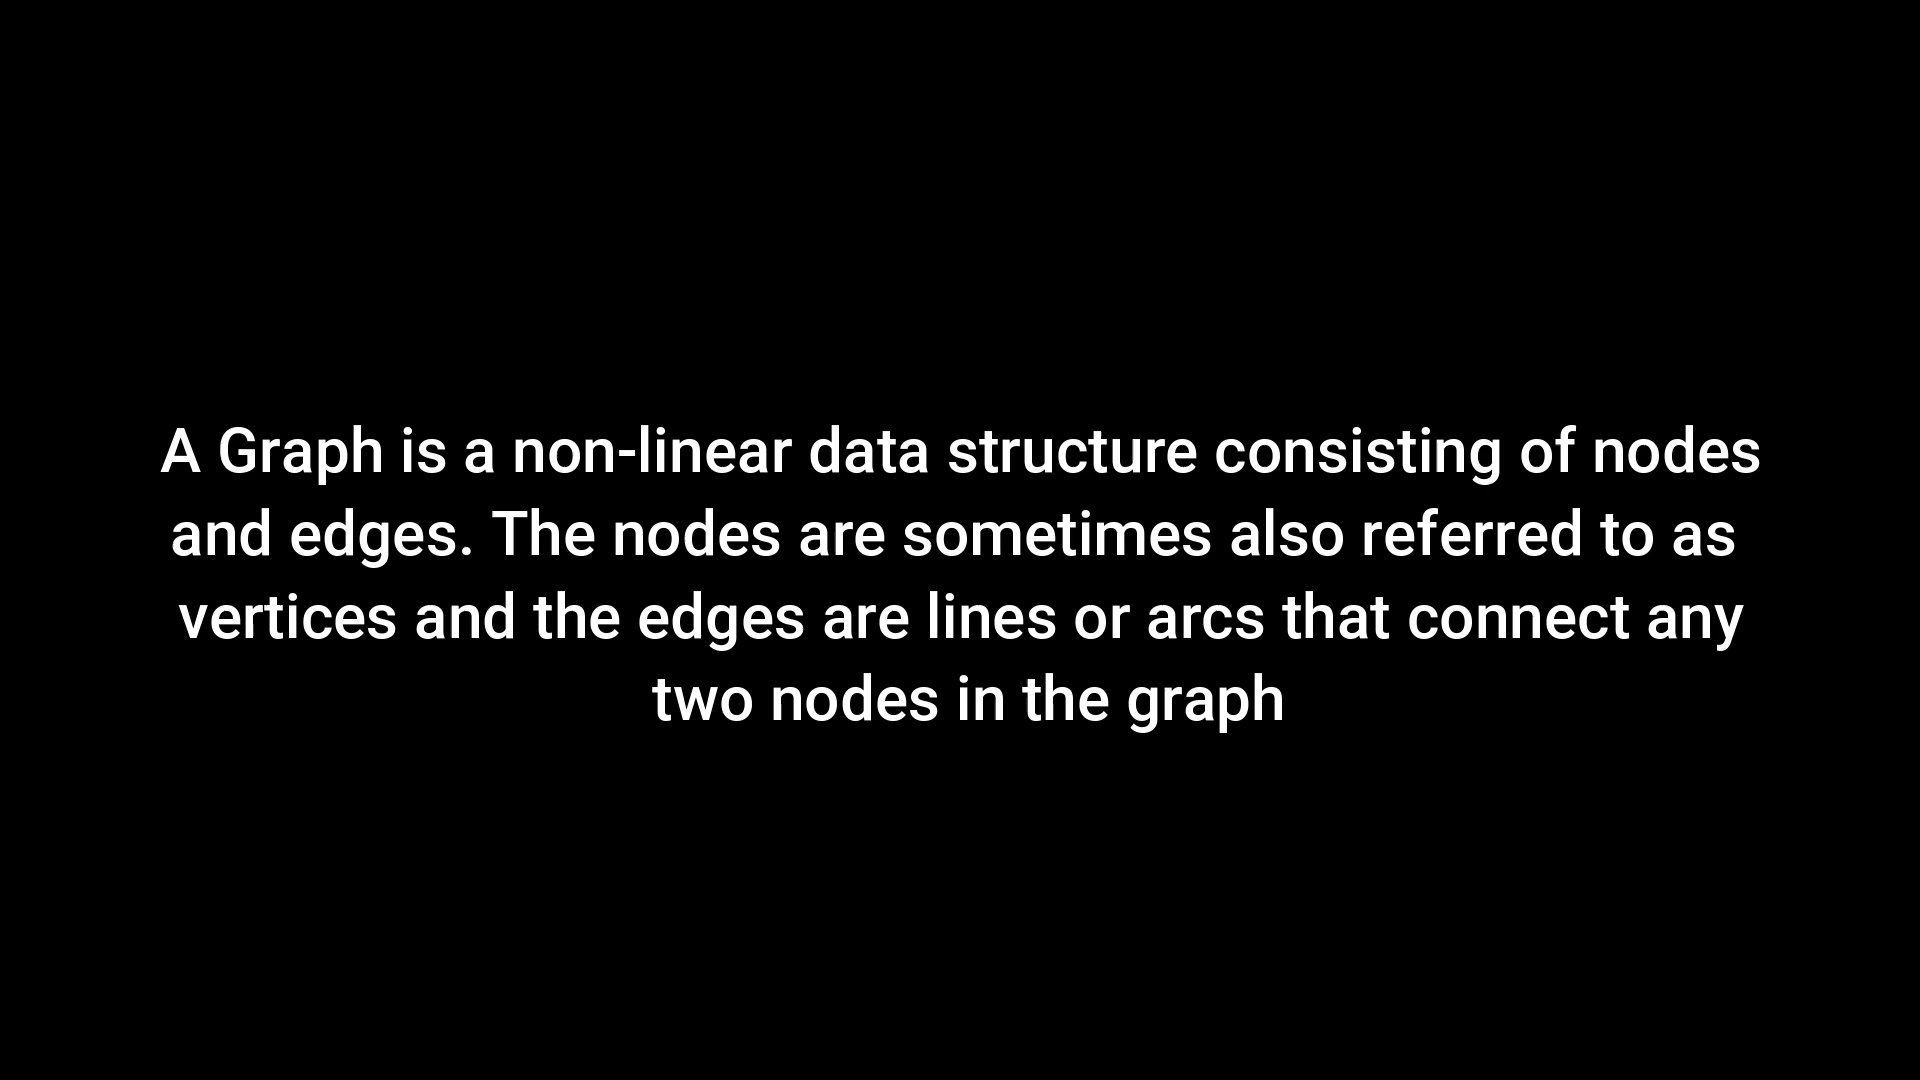 A Graph is a non-linear data structure consisting of nodes
and edges. The nodes are sometimes also referred to as
vertices and the edges are lines or arcs that connect any
two nodes in the graph